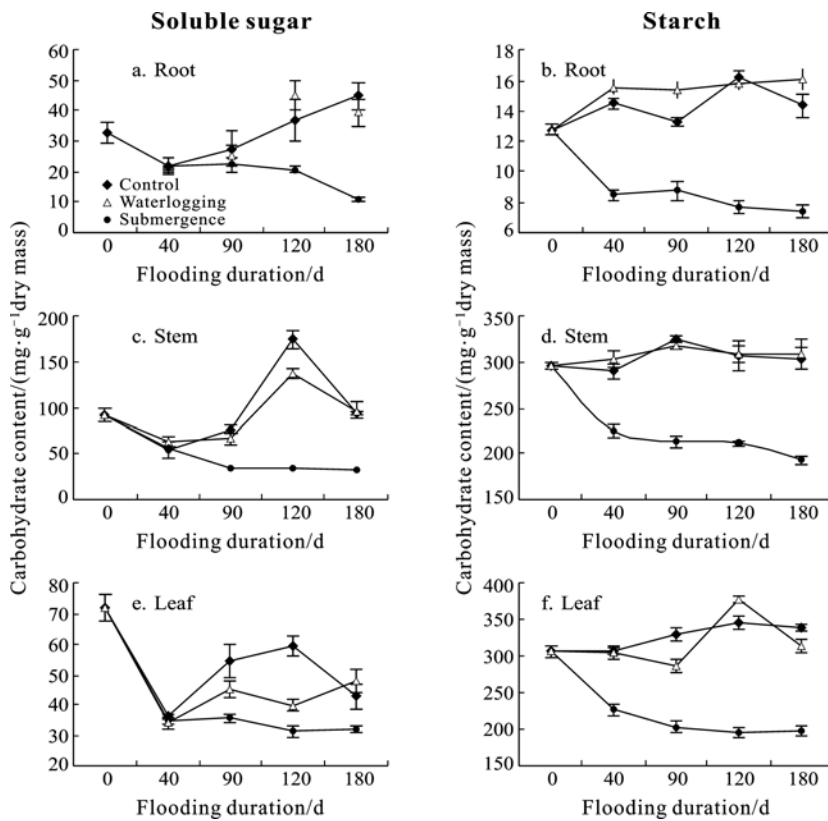 Soluble sugar
Starch
Carbohydrate content/(mg·g⁻¹dry mass)
60
50
40
30
20
10
0
a. Root
◆ Control
△ Waterlogging
● Submergence
0 40 90 120 180
Flooding duration/d
Carbohydrate content/(mg·g⁻¹dry mass)
18
16
14
12
10
8
6
b. Root
0 40 90 120 180
Flooding duration/d
200
150
100
50
0
c. Stem
0 40 90 120 180
Flooding duration/d
350
300
250
200
150
d. Stem
0 40 90 120 180
Flooding duration/d
80
70
60
50
40
30
20
e. Leaf
0 40 90 120 180
Flooding duration/d
400
350
300
250
200
150
f. Leaf
0 40 90 120 180
Flooding duration/d